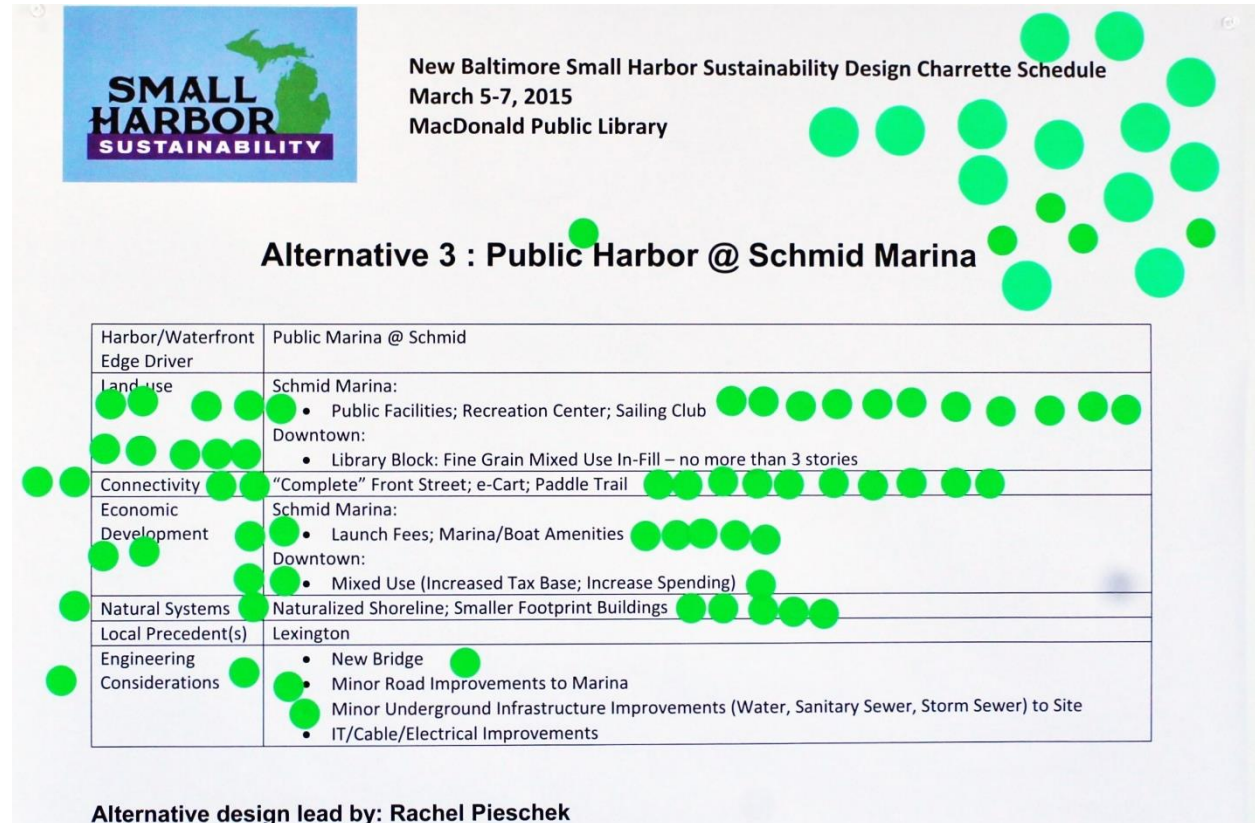 SMALL
HARBOR
SUSTAINABILITY
New Baltimore Small Harbor Sustainability Design Charrette Schedule
March 5-7, 2015
MacDonald Public Library
Alternative 3 : Public Harbor @ Schmid Marina
Harbor/Waterfront Edge Driver
Public Marina @ Schmid
Land-use
Schmid Marina:
• Public Facilities; Recreation Center; Sailing Club
Downtown:
• Library Block: Fine Grain Mixed Use In-Fill – no more than 3 stories
Connectivity
"Complete" Front Street; e-Cart; Paddle Trail
Economic Development
Schmid Marina:
• Launch Fees; Marina/Boat Amenities
Downtown:
• Mixed Use (Increased Tax Base; Increase Spending)
Natural Systems
Naturalized Shoreline; Smaller Footprint Buildings
Local Precedent(s)
Lexington
Engineering Considerations
• New Bridge
• Minor Road Improvements to Marina
Minor Underground Infrastructure Improvements (Water, Sanitary Sewer, Storm Sewer) to Site
• IT/Cable/Electrical Improvements
Alternative design lead by: Rachel Pieschek